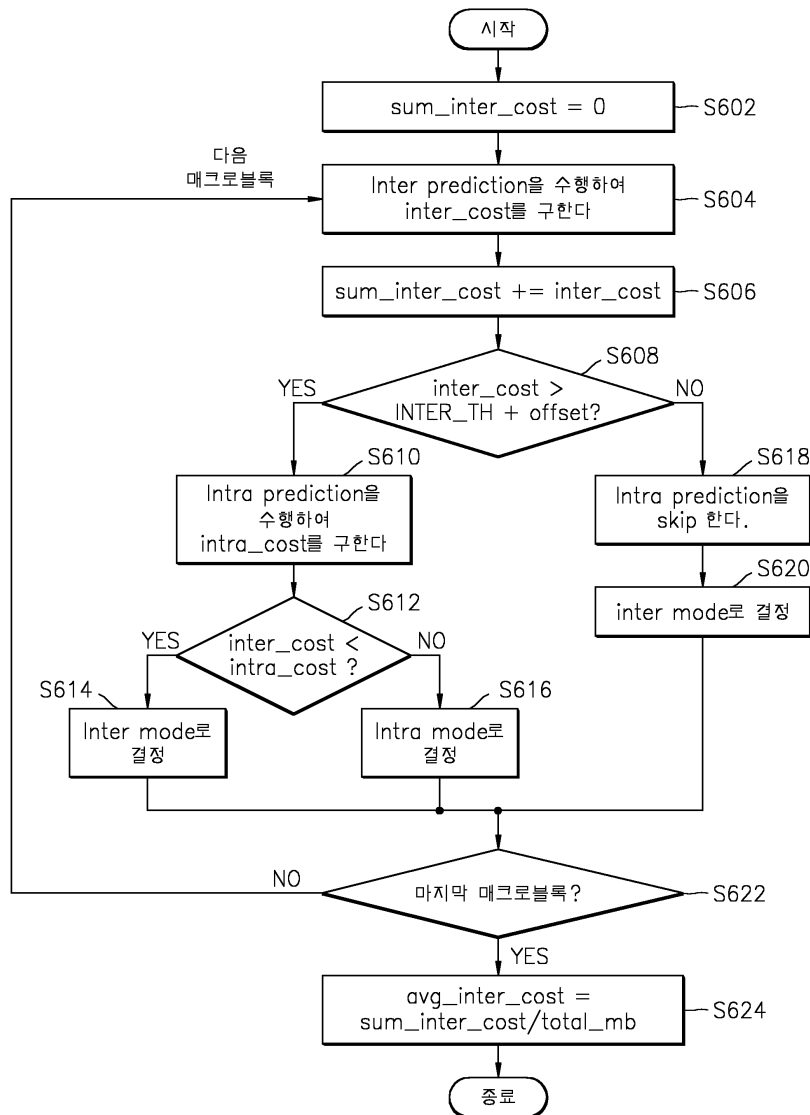 시작
sum_inter_cost = 0
S602
다음
매크로블록
Inter prediction을 수행하여
inter_cost를 구한다
S604
sum_inter_cost += inter_cost
S606
S608
YES
inter_cost >
INTER_TH + offset?
NO
S610
Intra prediction을
수행하여
intra_cost를 구한다
S618
Intra prediction을
skip 한다.
S620
inter mode로 결정
S612
YES
inter_cost <
intra_cost ?
NO
S614
Inter mode로
결정
S616
Intra mode로
결정
NO
마지막 매크로블록?
S622
YES
avg_inter_cost =
sum_inter_cost/total_mb
S624
종료